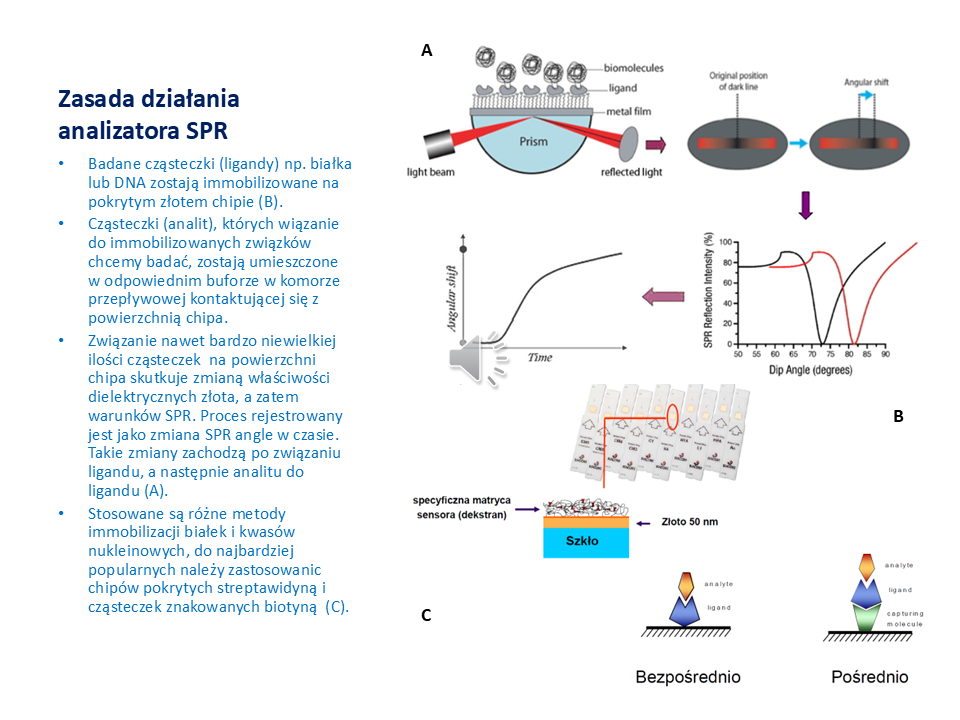 Zasada działania
analizatora SPR
• Badane cząsteczki (ligandy) np. białka
lub DNA zostają immobilizowane na
pokrytym złotem chipie (B).
• Cząsteczki (analit), których wiązanie
do immobilizowanych związków
chcemy badać, zostają umieszczone
w odpowiednim buforze w komorze
przepływowej kontaktującej się z
powierzchnią chipa.
• Związanie nawet bardzo niewielkiej
ilości cząsteczek na powierzchni
chipa skutkuje zmianą właściwości
dielektrycznych złota, a zatem
warunków SPR. Proces rejestrowany
jest jako zmiana SPR angle w czasie.
Takie zmiany zachodzą po związaniu
ligandu, a następnie analitu do
ligandu (A).
• Stosowane są różne metody
immobilizacji białek i kwasów
nukleinowych, do najbardziej
popularnych należy zastosowanic
chipów pokrytych streptawidyną i
cząsteczek znakowanych biotyną (C).
A
biomolecules
ligand
metal film
Prism
light beam
reflected light
Original position
of dark line
Angular shift
Angular shift
Time
SPR Reflection Intensity (%)
100
80
60
40
20
0
50 55 60 65 70 75 80 85 90
Dip Angle (degrees)
B
specyficzna matryca
sensora (dekstran)
Złoto 50 nm
Szkło
C
analyte
ligand
Bezpośrednio
analyte
ligand
capturing
molecule
Pośrednio